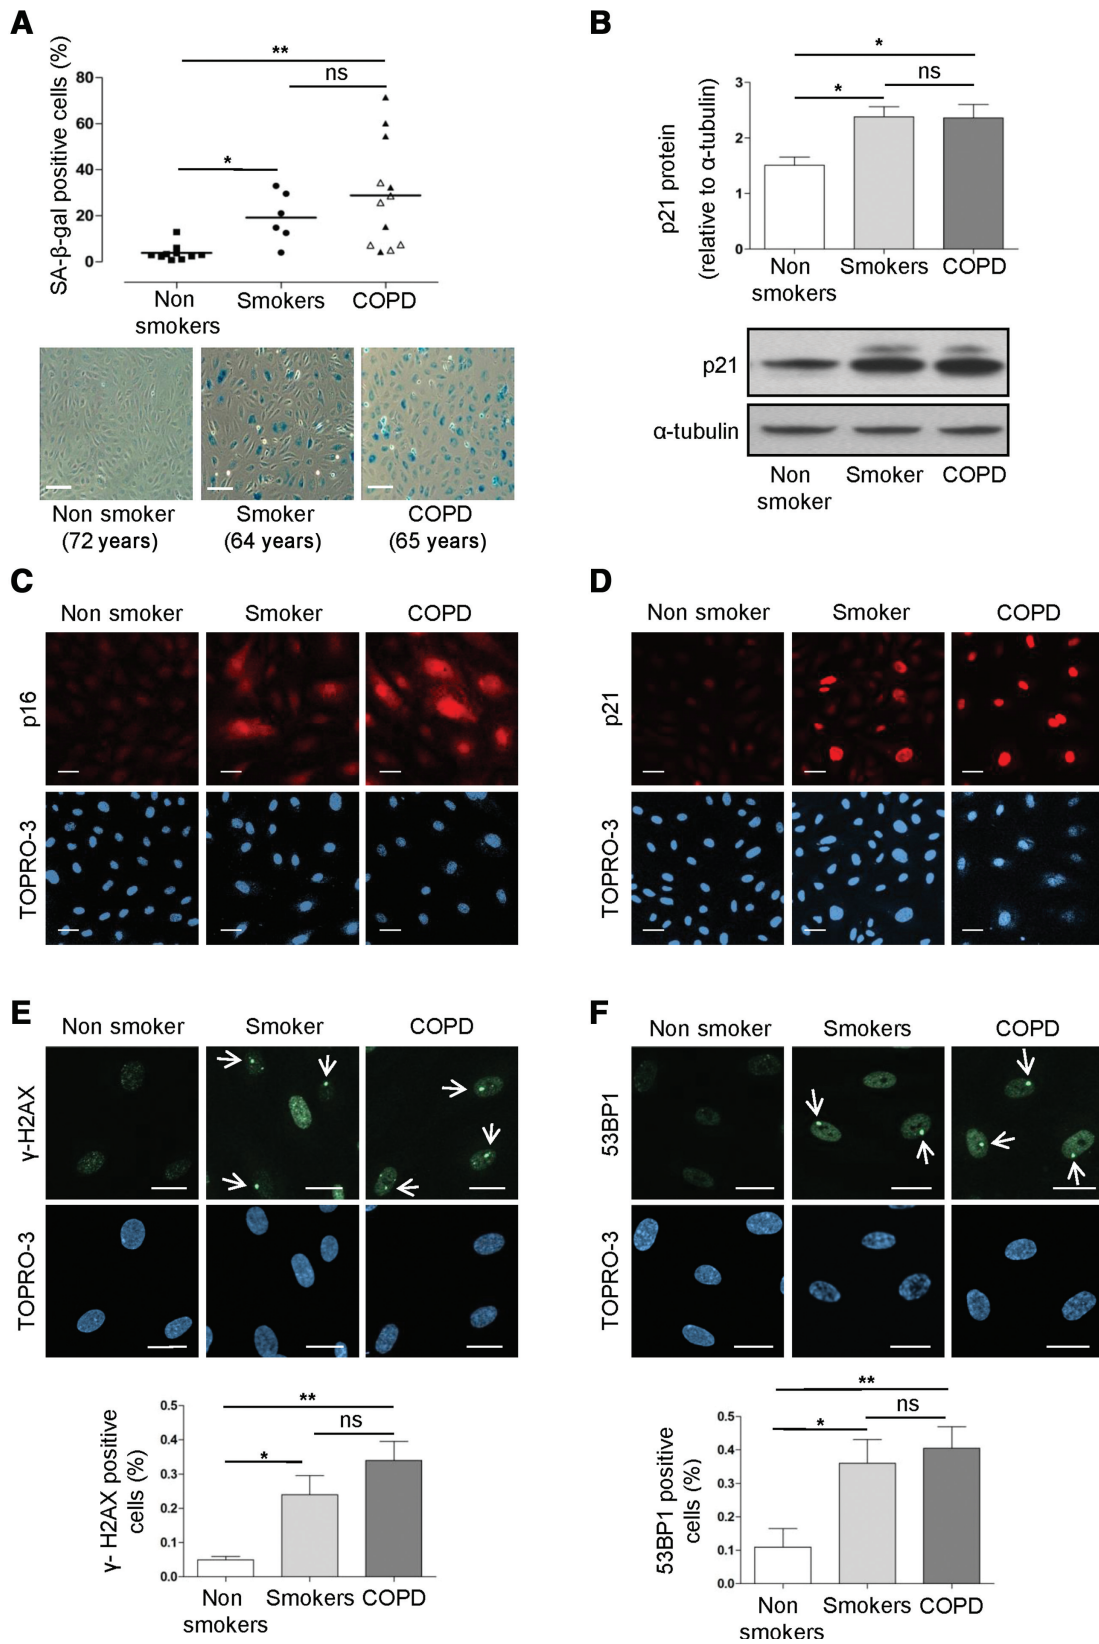 A
SA-β-gal positive cells (%)
80
60
40
20
0
**
ns
*
Non
smokers
Smokers
COPD
Non smoker
(72 years)
Smoker
(64 years)
COPD
(65 years)
B
p21 protein
(relative to α-tubulin)
3
2
1
0
*
ns
*
Non
smokers
Smokers
COPD
p21
α-tubulin
Non
smoker
Smoker
COPD
C
Non smoker
Smoker
COPD
p16
TOPRO-3
D
Non smoker
Smoker
COPD
p21
TOPRO-3
E
Non smoker
Smoker
COPD
γ-H2AX
TOPRO-3
γ- H2AX positive
cells (%)
0.5
0.4
0.3
0.2
0.1
0.0
**
ns
*
Non
smokers
Smokers
COPD
F
Non smoker
Smokers
COPD
53BP1
TOPRO-3
53BP1 positive
cells (%)
0.5
0.4
0.3
0.2
0.1
0.0
**
ns
*
Non
smokers
Smokers
COPD